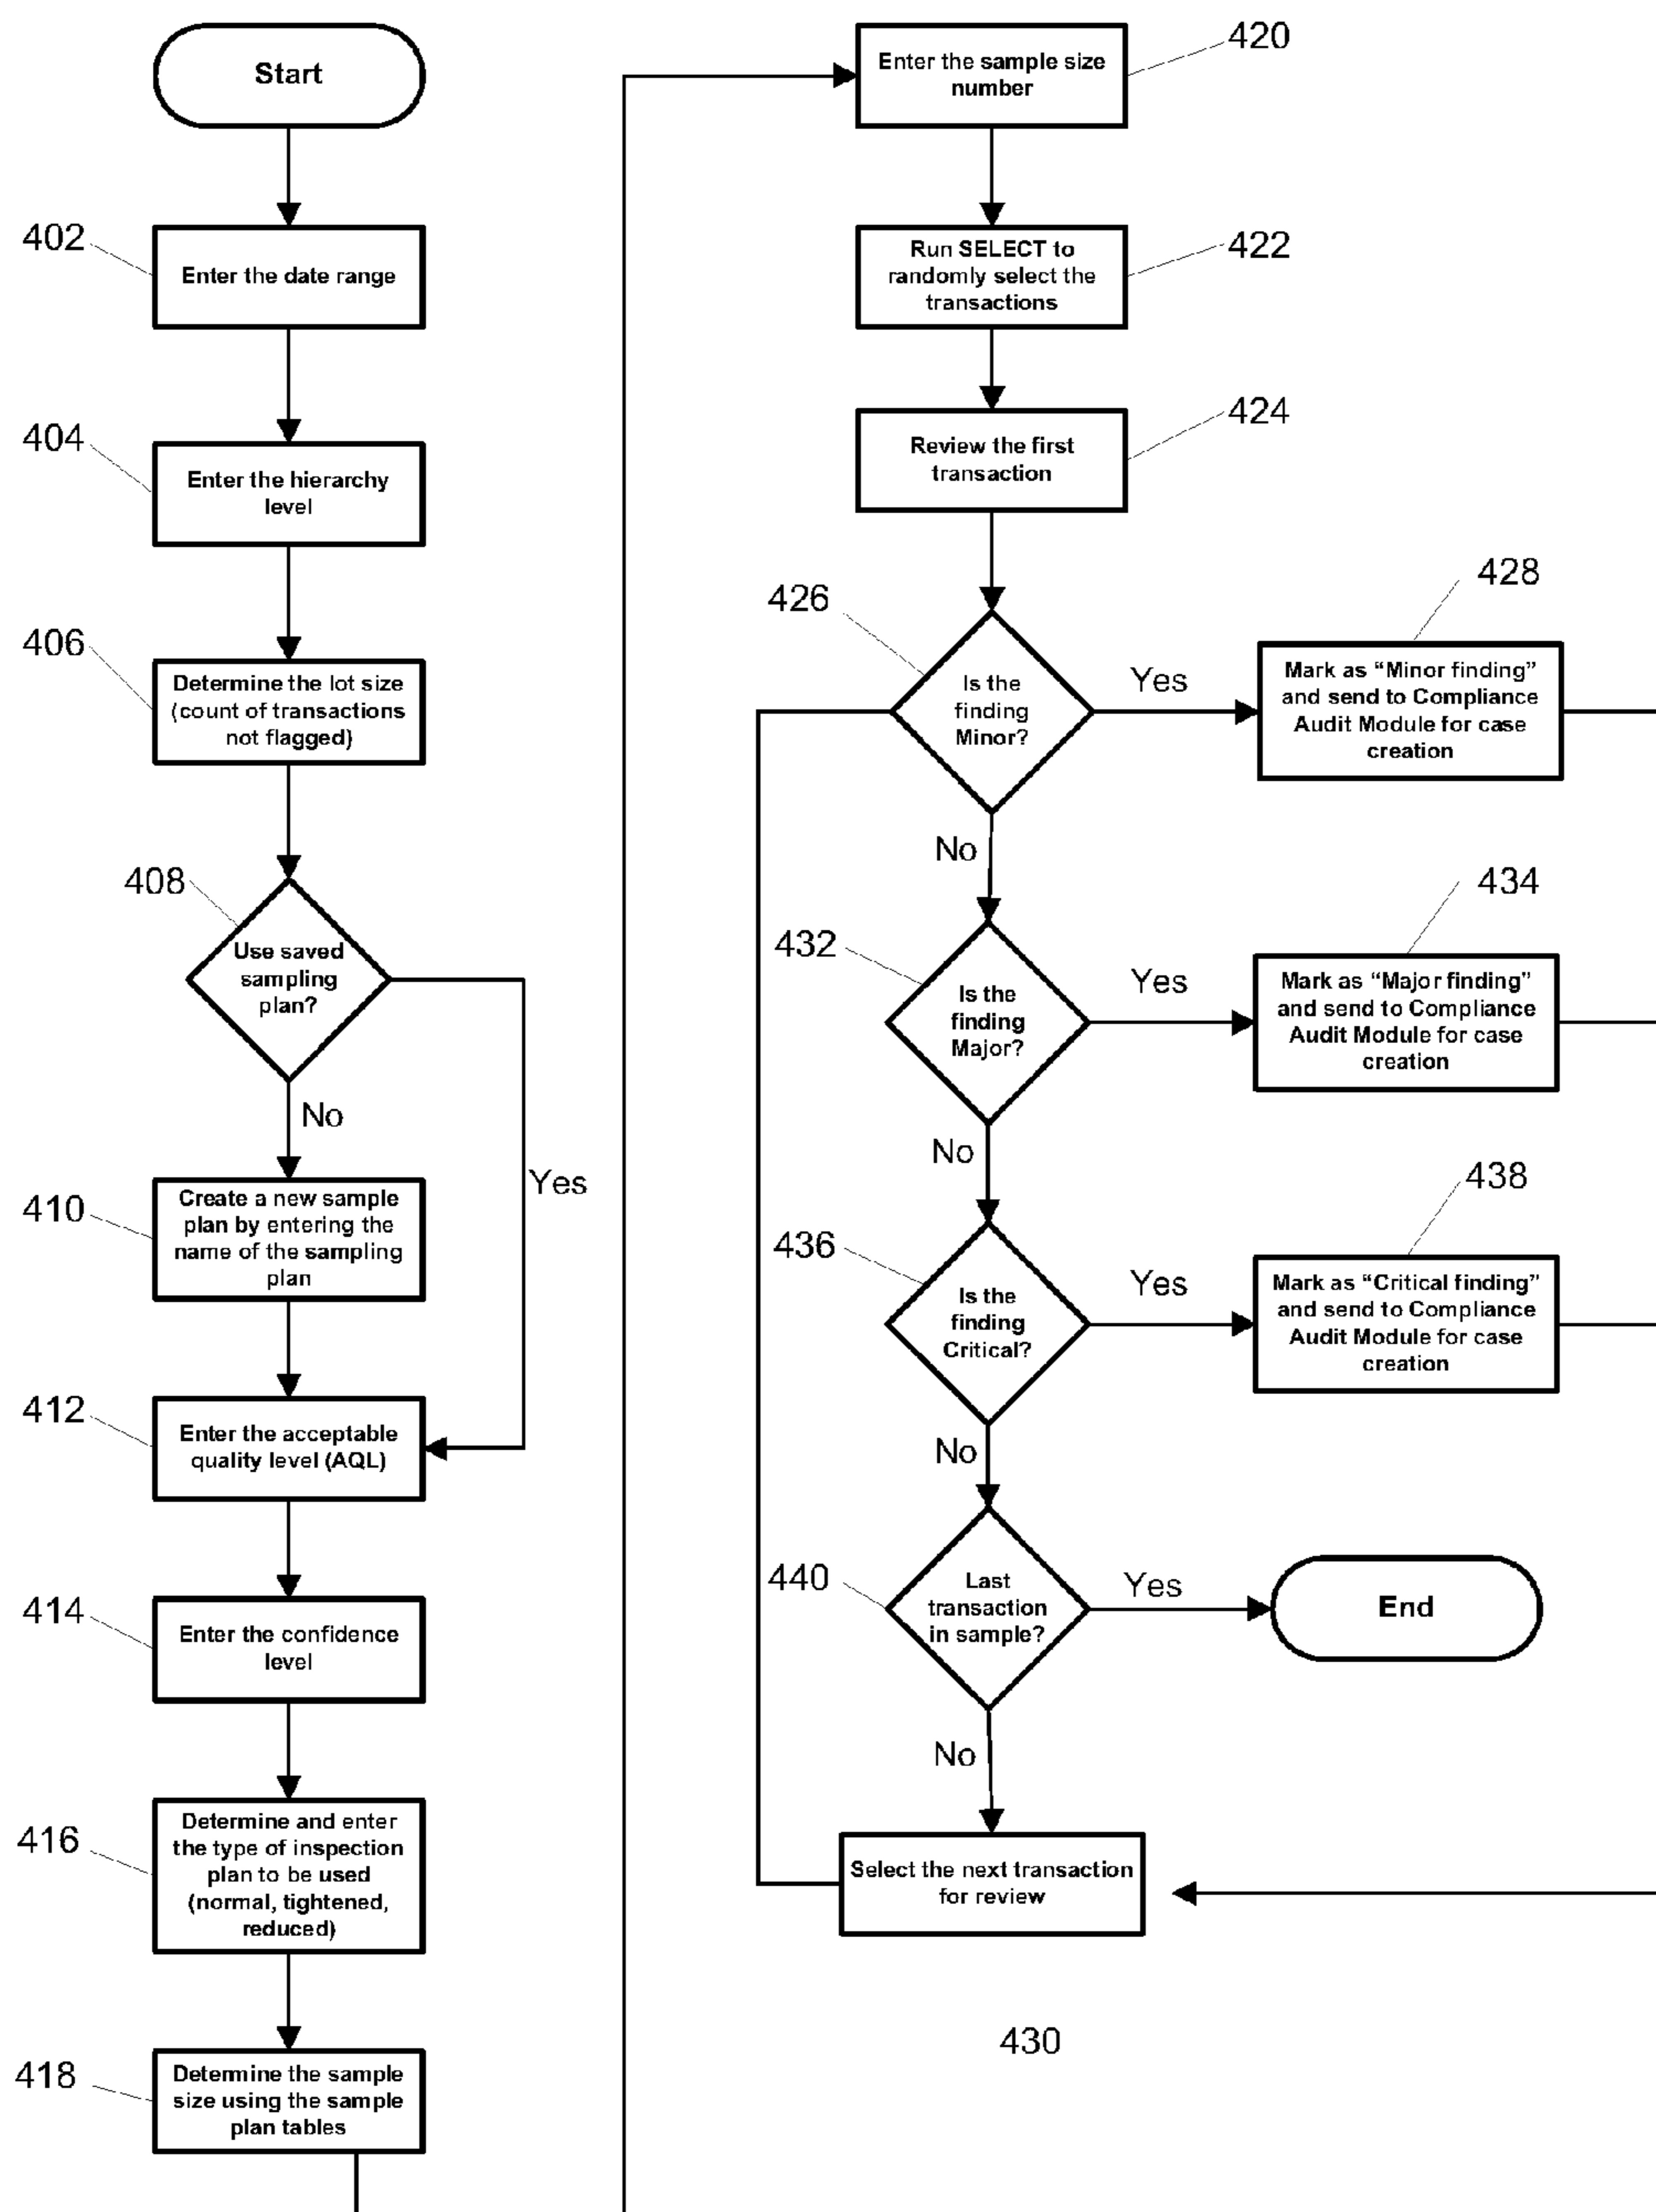 Start
402
Enter the date range
404
Enter the hierarchy
level
406
Determine the lot size
(count of transactions
not flagged)
408
Use saved
sampling
plan?
No
Yes
410
Create a new sample
plan by entering the
name of the sampling
plan
412
Enter the acceptable
quality level (AQL)
414
Enter the confidence
level
416
Determine and enter
the type of inspection
plan to be used
(normal, tightened,
reduced)
418
Determine the sample
size using the sample
plan tables
420
Enter the sample size
number
422
Run SELECT to
randomly select the
transactions
424
Review the first
transaction
426
Is the
finding
Minor?
Yes
428
Mark as “Minor finding”
and send to Compliance
Audit Module for case
creation
No
432
Is the
finding
Major?
Yes
434
Mark as “Major finding”
and send to Compliance
Audit Module for case
creation
No
436
Is the
finding
Critical?
Yes
438
Mark as “Critical finding”
and send to Compliance
Audit Module for case
creation
No
440
Last
transaction
in sample?
Yes
End
No
Select the next transaction
for review
430